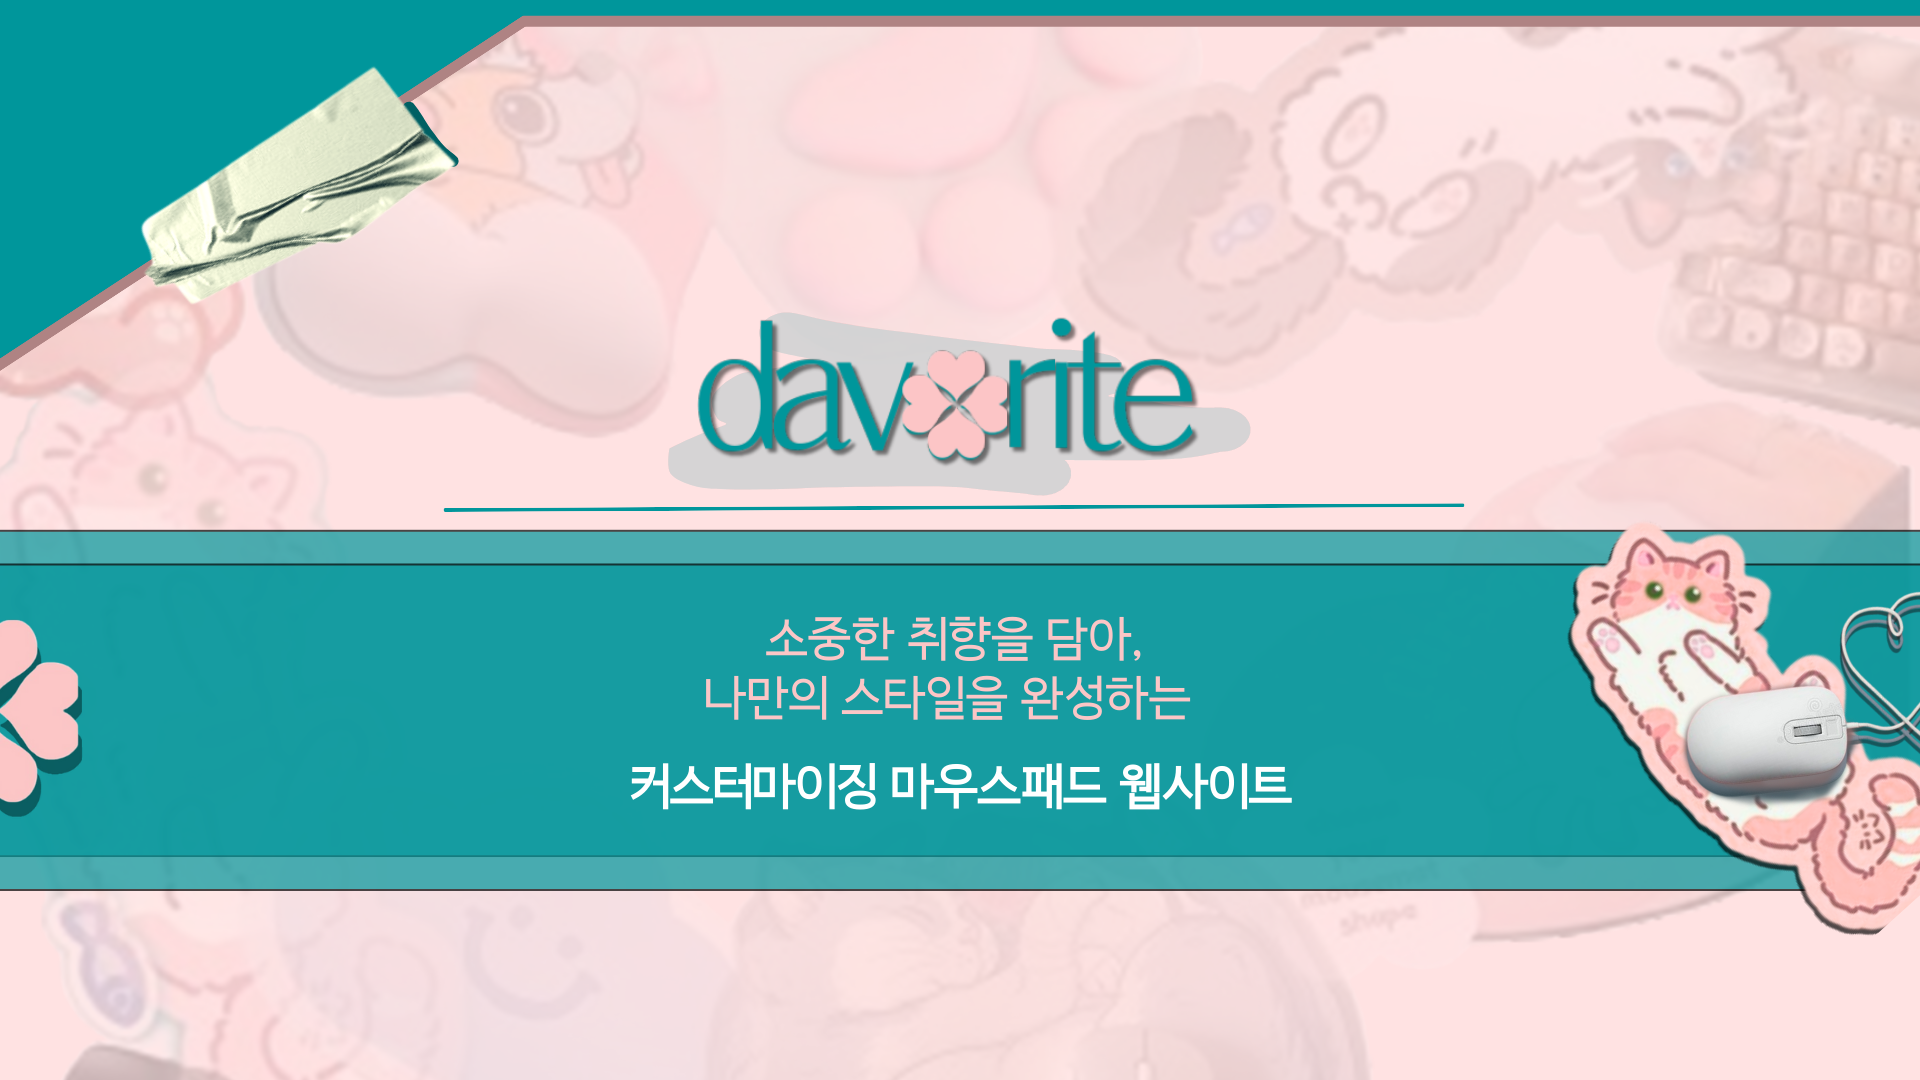 davorite
소중한 취향을 담아,
나만의 스타일을 완성하는
커스터마이징 마우스패드 웹사이트
shape